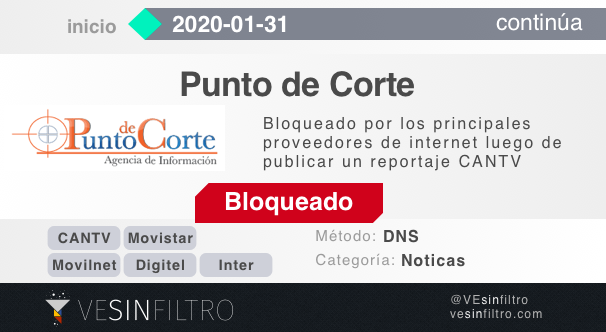 inicio 2020-01-31 continúa
Punto de Corte
de
Punto Corte
Agencia de Información
Bloqueado por los principales
proveedores de internet luego de
publicar un reportaje CANTV
Bloqueado
CANTV Movistar
Movilnet Digitel Inter
Método: DNS
Categoría: Noticas
VESINFILTRO
@VEsinfiltro
vesinfiltro.com